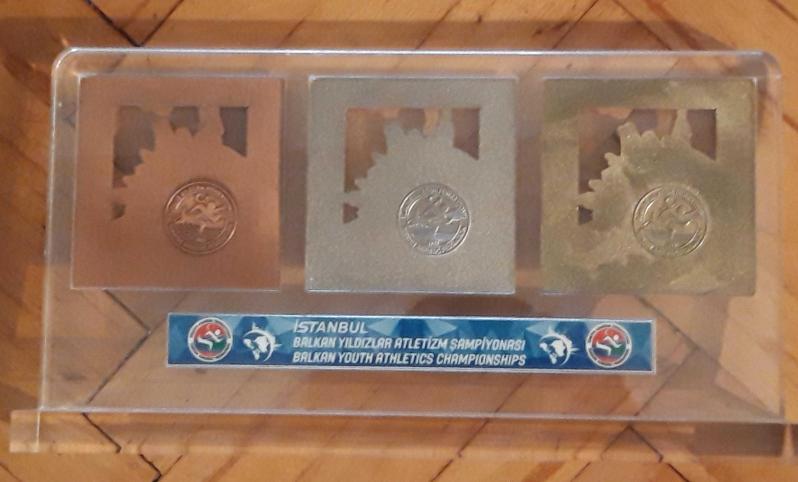 İSTANBUL
BALKAN YILDIZLAR ATLETİZM ŞAMPİYONASI
BALKAN YOUTH ATHLETICS CHAMPIONSHIPS